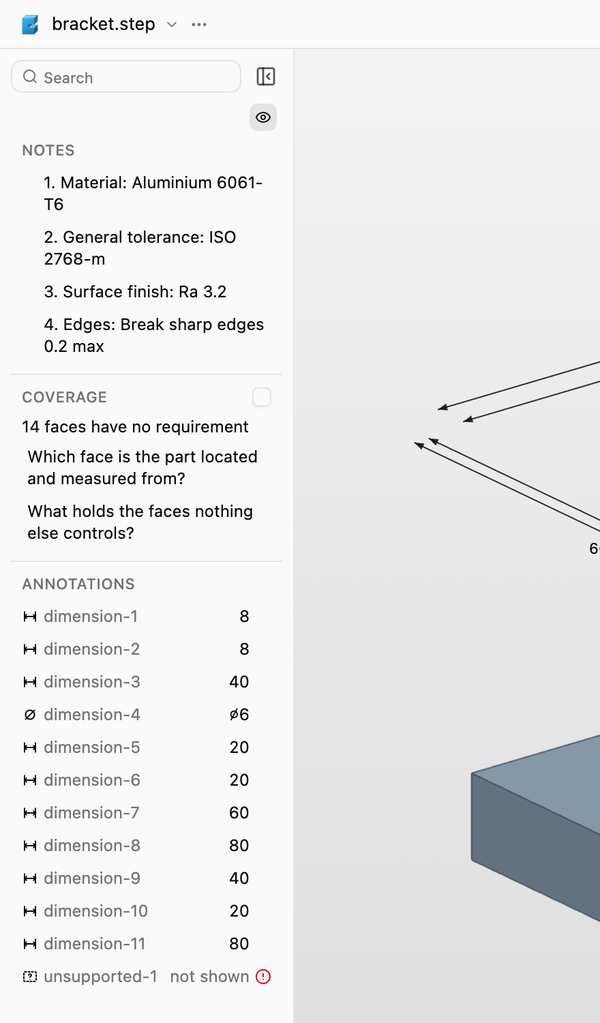 bracket.step
Search
NOTES
1. Material: Aluminium 6061-
T6
2. General tolerance: ISO
2768-m
3. Surface finish: Ra 3.2
4. Edges: Break sharp edges
0.2 max
COVERAGE
14 faces have no requirement
Which face is the part located
and measured from?
What holds the faces nothing
else controls?
ANNOTATIONS
dimension-1 8
dimension-2 8
dimension-3 40
dimension-4 ⌀6
dimension-5 20
dimension-6 20
dimension-7 60
dimension-8 80
dimension-9 40
dimension-10 20
dimension-11 80
unsupported-1 not shown